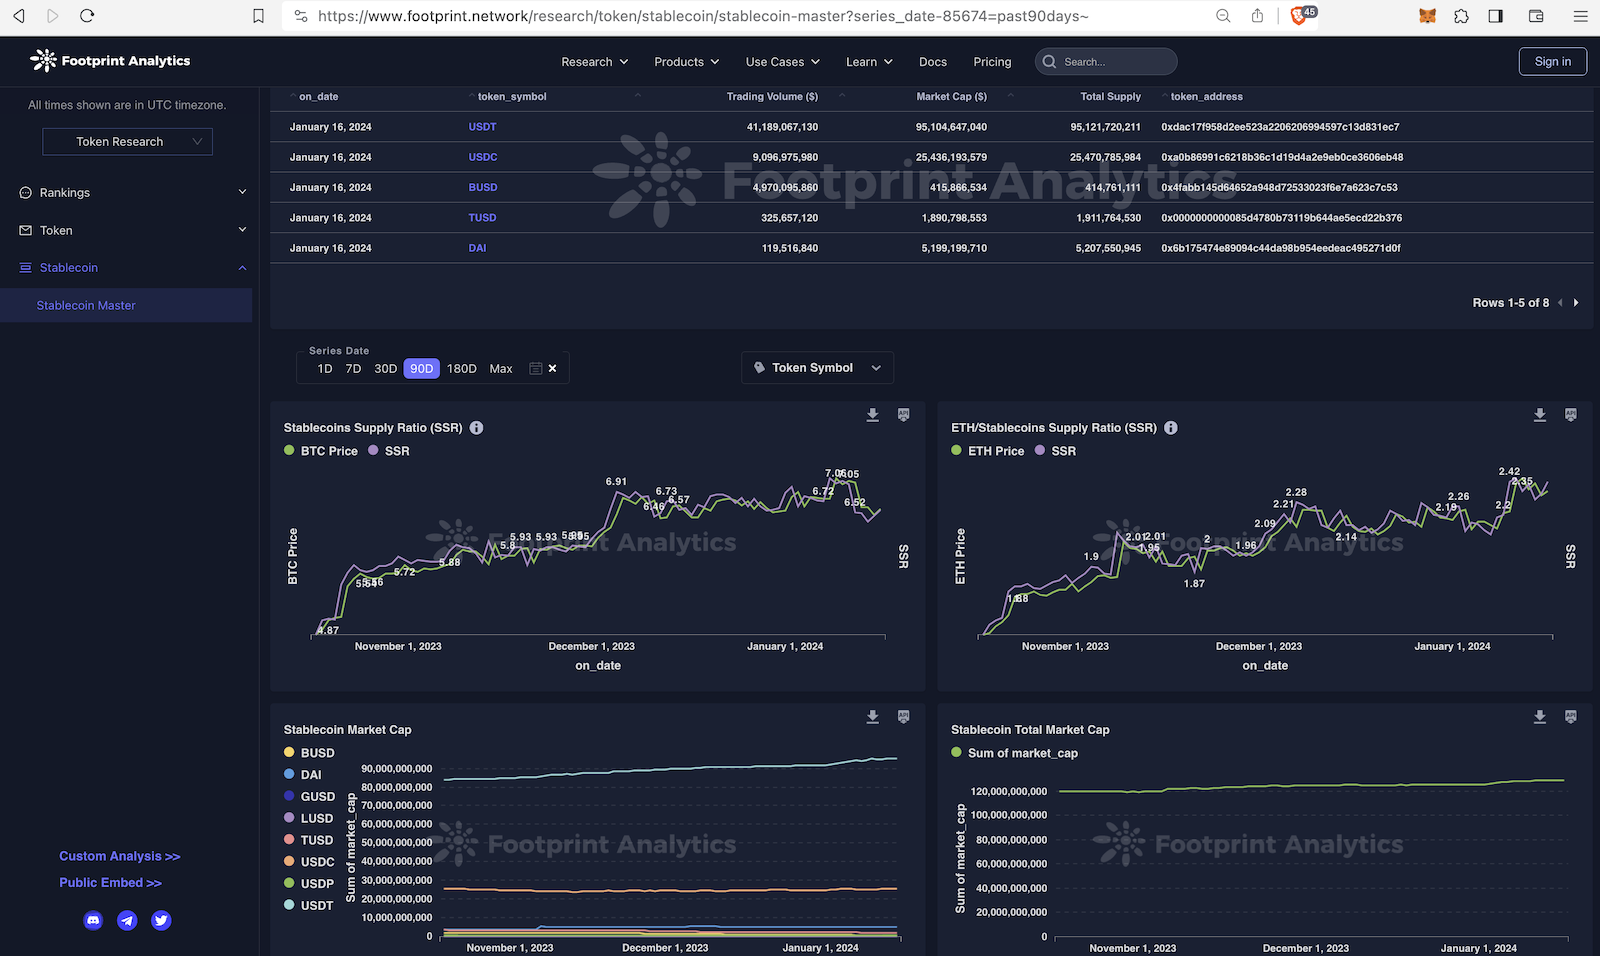 https://www.footprint.network/research/token/stablecoin/stablecoin-master?series_date-85674=past90days~
45
Footprint Analytics
Research
Products
Use Cases
Learn
Docs
Pricing
Search...
Sign in
All times shown are in UTC timezone.
Token Research
Rankings
Token
Stablecoin
Stablecoin Master
Custom Analysis >>
Public Embed >>
on_date token_symbol Trading Volume ($) Market Cap ($) Total Supply token_address
January 16, 2024 USDT 41,189,067,130 95,104,647,040 95,121,720,211 0xdac17f958d2ee523a2206206994597c13d831ec7
January 16, 2024 USDC 9,096,975,980 25,436,193,579 25,470,785,984 0xa0b86991c6218b36c1d19d4a2e9eb0ce3606eb48
January 16, 2024 BUSD 4,970,095,860 415,866,534 414,761,111 0x4fabb145d64652a948d72533023f6e7a623c7c53
January 16, 2024 TUSD 325,657,120 1,890,798,553 1,911,764,530 0x0000000000085d4780b73119b644ae5ecd22b376
January 16, 2024 DAI 119,516,840 5,199,199,710 5,207,550,945 0x6b175474e89094c44da98b954eedeac495271d0f
Footprint Analytics
Rows 1-5 of 8
Series Date
1D 7D 30D 90D 180D Max
Token Symbol
Stablecoins Supply Ratio (SSR)
API
BTC Price SSR
4.87
5.72
5.88
5.8
5.93
5.93
6.91
6.46
6.73
6.57
6.72
7.06
7.05
6.52
BTC Price
SSR
Footprint Analytics
November 1, 2023 December 1, 2023 January 1, 2024
on_date
ETH/Stablecoins Supply Ratio (SSR)
API
ETH Price SSR
1.9
2.01
2.01
1.95
1.87
2
1.96
2.09
2.21
2.28
2.14
2.19
2.26
2.2
2.42
2.35
ETH Price
SSR
Footprint Analytics
November 1, 2023 December 1, 2023 January 1, 2024
on_date
Stablecoin Market Cap
API
BUSD
DAI
GUSD
LUSD
TUSD
USDC
USDP
USDT
Sum of market_cap
90,000,000,000
80,000,000,000
70,000,000,000
60,000,000,000
50,000,000,000
40,000,000,000
30,000,000,000
20,000,000,000
10,000,000,000
0
Footprint Analytics
November 1, 2023 December 1, 2023 January 1, 2024
Stablecoin Total Market Cap
API
Sum of market_cap
Sum of market_cap
120,000,000,000
100,000,000,000
80,000,000,000
60,000,000,000
40,000,000,000
20,000,000,000
0
Footprint Analytics
November 1, 2023 December 1, 2023 January 1, 2024